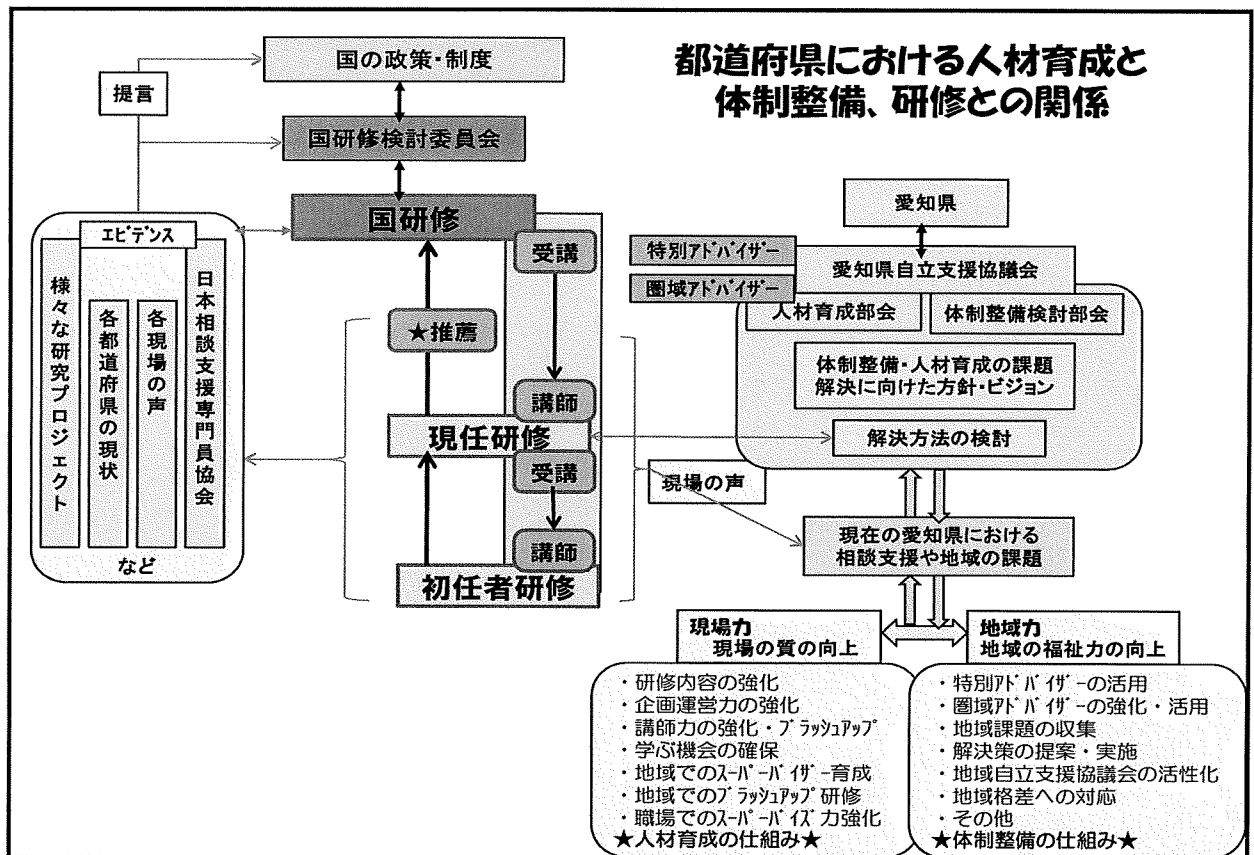 都道府県における人材育成と
体制整備、研修との関係
国の政策・制度
提言
国研修検討委員会
国研修
エビデンス
様々な研究プロジェクト
各都道府県の現状
各現場の声
日本相談支援専門員協会
など
受講
★推薦
講師
現任研修
受講
講師
初任者研修
愛知県
特別アドバイザー
圏域アドバイザー
愛知県自立支援協議会
人材育成部会
体制整備検討部会
体制整備・人材育成の課題
解決に向けた方針・ビジョン
解決方法の検討
現場の声
現在の愛知県における
相談支援や地域の課題
現場力
現場の質の向上
・研修内容の強化
・企画運営力の強化
・講師力の強化・ブラッシュアップ
・学ぶ機会の確保
・地域でのスーパーバイザー育成
・地域でのブラッシュアップ研修
・職場でのスーパーバイズ力強化
★人材育成の仕組み★
地域力
地域の福祉力の向上
・特別アドバイザーの活用
・圏域アドバイザーの強化・活用
・地域課題の収集
・解決策の提案・実施
・地域自立支援協議会の活性化
・地域格差への対応
・その他
★体制整備の仕組み★